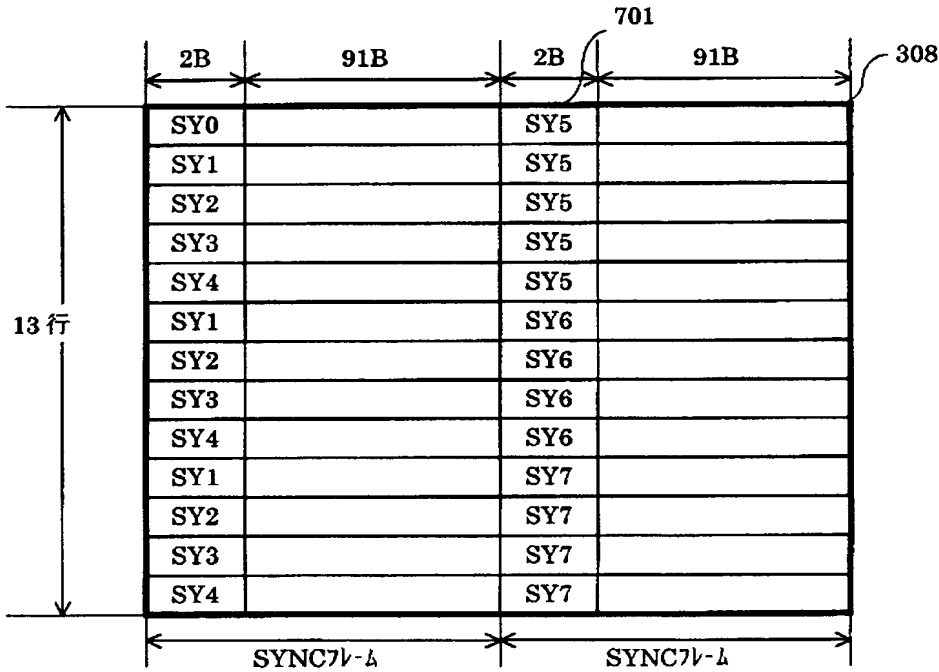 701
2B 91B 2B 91B 308
SY0 SY5
SY1 SY5
SY2 SY5
SY3 SY5
SY4 SY5
13行 SY1 SY6
SY2 SY6
SY3 SY6
SY4 SY6
SY1 SY7
SY2 SY7
SY3 SY7
SY4 SY7
SYNCﾌﾚｰﾑ SYNCﾌﾚｰﾑ